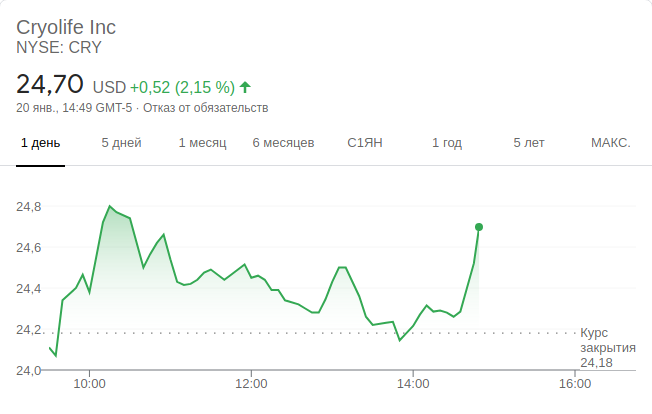 Cryolife Inc
NYSE: CRY
24,70 USD +0,52 (2,15 %)
20 янв., 14:49 GMT-5 · Отказ от обязательств
1 день 5 дней 1 месяц 6 месяцев С1ЯН 1 год 5 лет МАКС.
24,8
24,6
24,4
24,2
24,0
Курс
закрытия
24,18
10:00 12:00 14:00 16:00